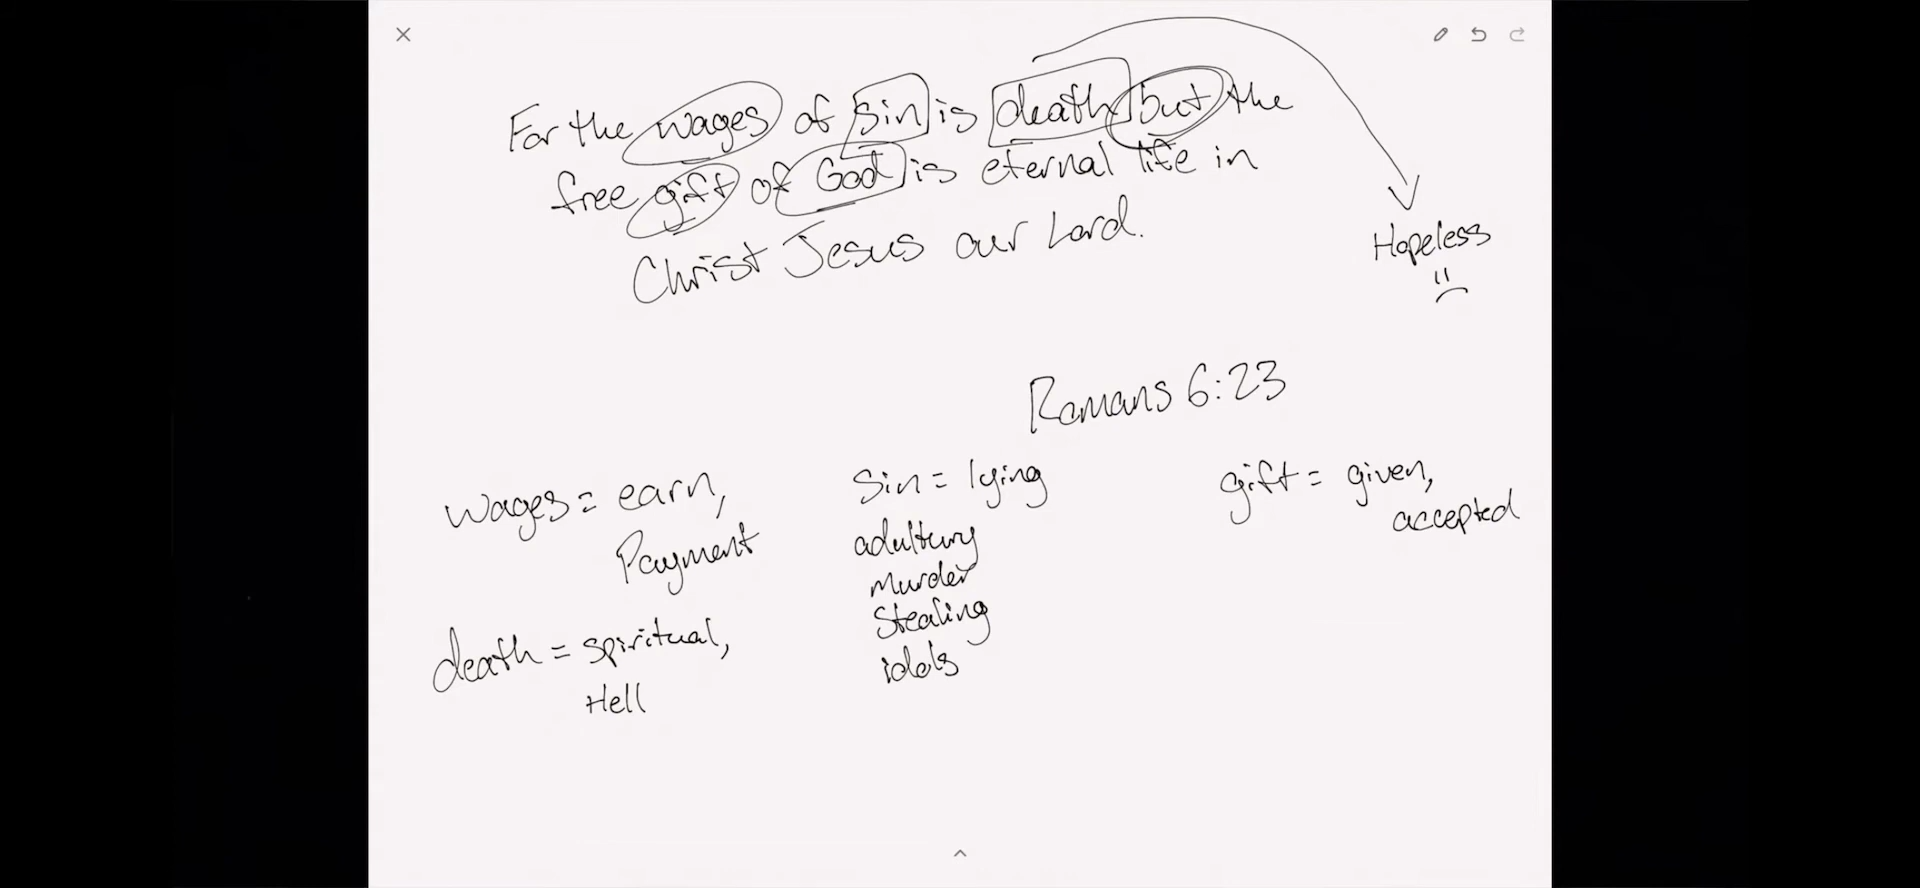 For the wages of sin is death but the
free gift of God is eternal life in
Christ Jesus our Lord.
Hopeless
Romans 6:23
wages = earn,
Payment
death = spiritual,
Hell
Sin = lying
adultury
Murder
Stealing
idols
gift = given,
accepted